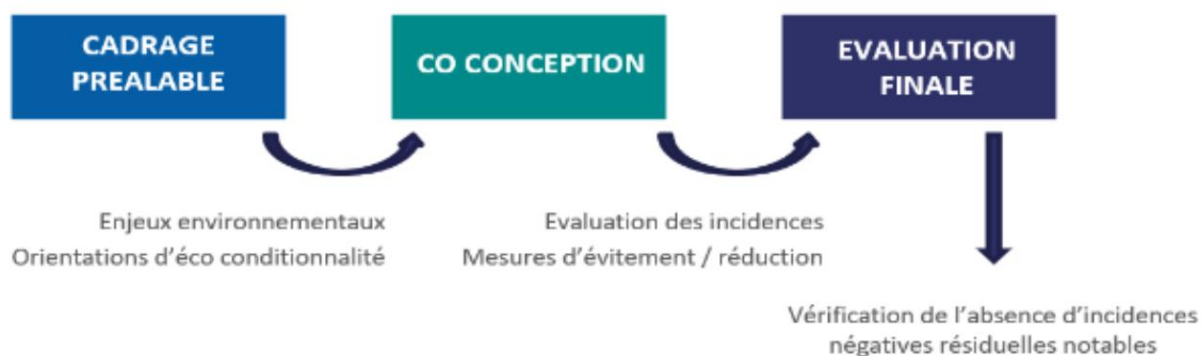 CADRAGE
PREALABLE
CO CONCEPTION
EVALUATION
FINALE
Enjeux environnementaux
Orientations d'éco conditionnalité
Evaluation des incidences
Mesures d'évitement / réduction
Vérification de l'absence d'incidences
négatives résiduelles notables